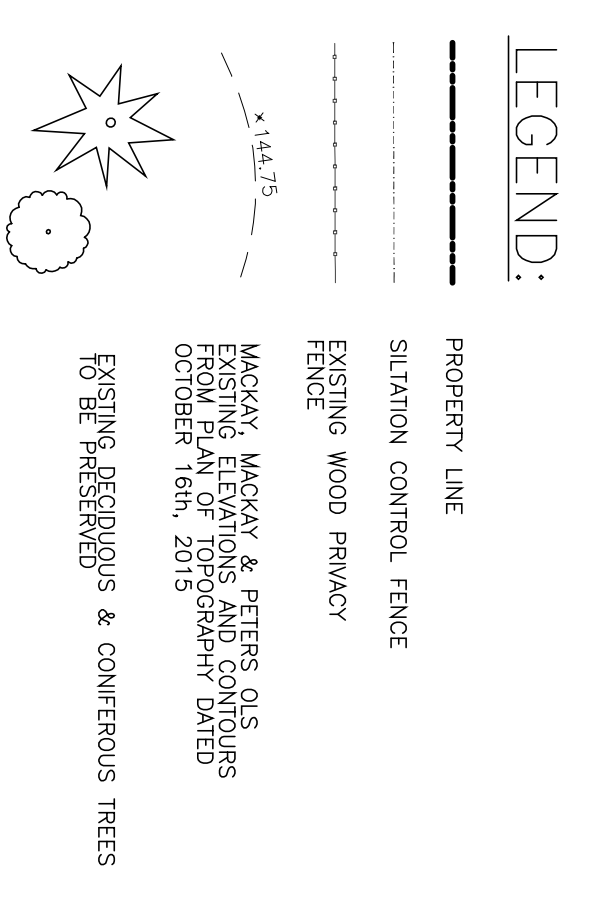 LEGEND:
PROPERTY LINE
SILTATION CONTROL FENCE
EXISTING WOOD PRIVACY
FENCE
144.75
MACKAY, MACKAY & PETERS OLS
EXISTING ELEVATIONS AND CONTOURS
FROM PLAN OF TOPOGRAPHY DATED
OCTOBER 16th, 2015
EXISTING DECIDUOUS & CONIFEROUS TREES
TO BE PRESERVED